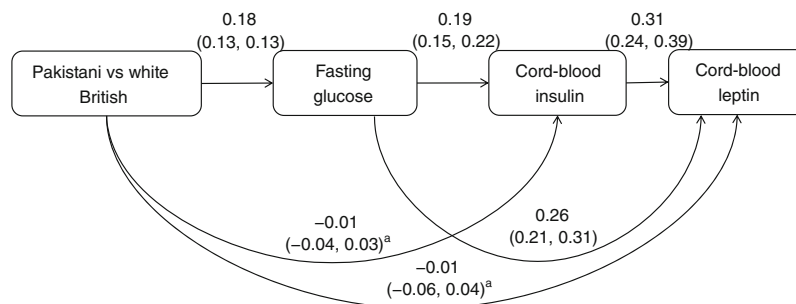 0.18
(0.13, 0.13)
0.19
(0.15, 0.22)
0.31
(0.24, 0.39)
Pakistani vs white
British
Fasting
glucose
Cord-blood
insulin
Cord-blood
leptin
−0.01
(−0.04, 0.03)a
0.26
(0.21, 0.31)
−0.01
(−0.06, 0.04)a